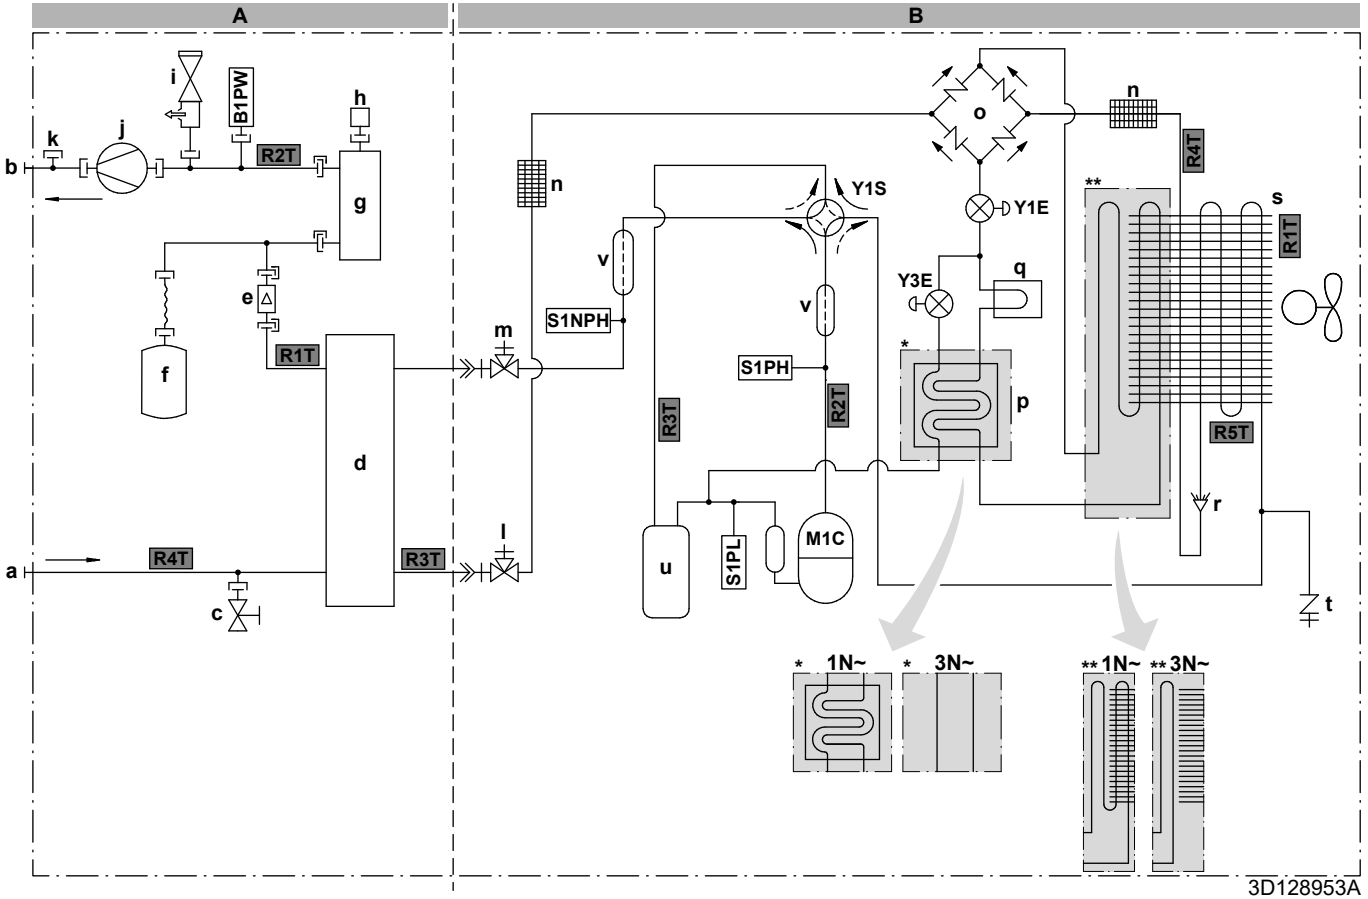 A
B
i
B1PW
h
k
j
R2T
b
g
e
f
R1T
d
a
R4T
R3T
c
n
v
S1NPH
m
l
Y1S
v
S1PH
R3T
R2T
u
S1PL
M1C
o
n
R4T
Y1E
Y3E
q
*
p
**
s
R1T
R5T
r
t
* 1N~ * 3N~
** 1N~ ** 3N~
3D128953A